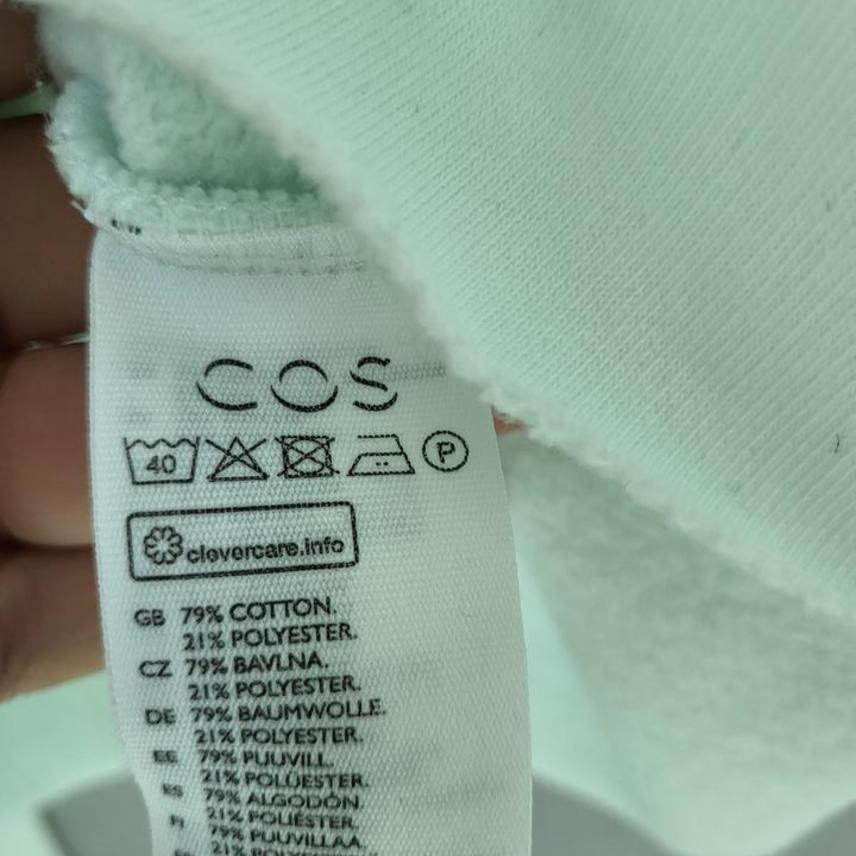 COS
40 P
clevercare.info
GB 79% COTTON.
21% POLYESTER.
CZ 79% BAVLNA.
21% POLYESTER.
DE 79% BAUMWOLLE.
21% POLYESTER.
EE 79% PUUVILL.
21% POLÜESTER.
ES 79% ALGODÓN.
21% POLIÉSTER.
FI 79% PUUVILLAA.